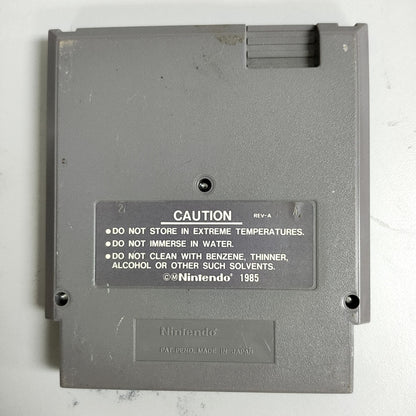 CAUTION REV-A
•DO NOT STORE IN EXTREME TEMPERATURES.
•DO NOT IMMERSE IN WATER.
•DO NOT CLEAN WITH BENZENE, THINNER,
ALCOHOL OR OTHER SUCH SOLVENTS.
©ⓂNintendo® 1985
Nintendo®
PAT. PEND. MADE IN JAPAN